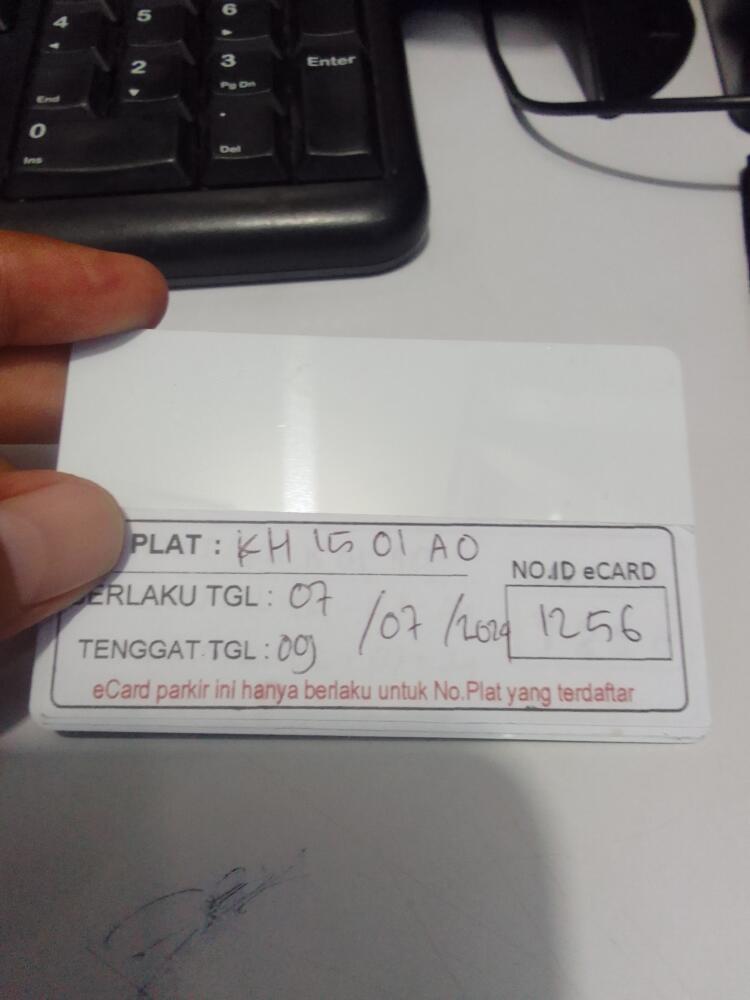 4 5 6
2 3 Enter
End Pg Dn
0 .
Ins Del
PLAT : KH 1501 AO
BERLAKU TGL : 07 /07 /2024
TENGGAT TGL : 09
NO.ID eCARD
1256
eCard parkir ini hanya berlaku untuk No.Plat yang terdaftar